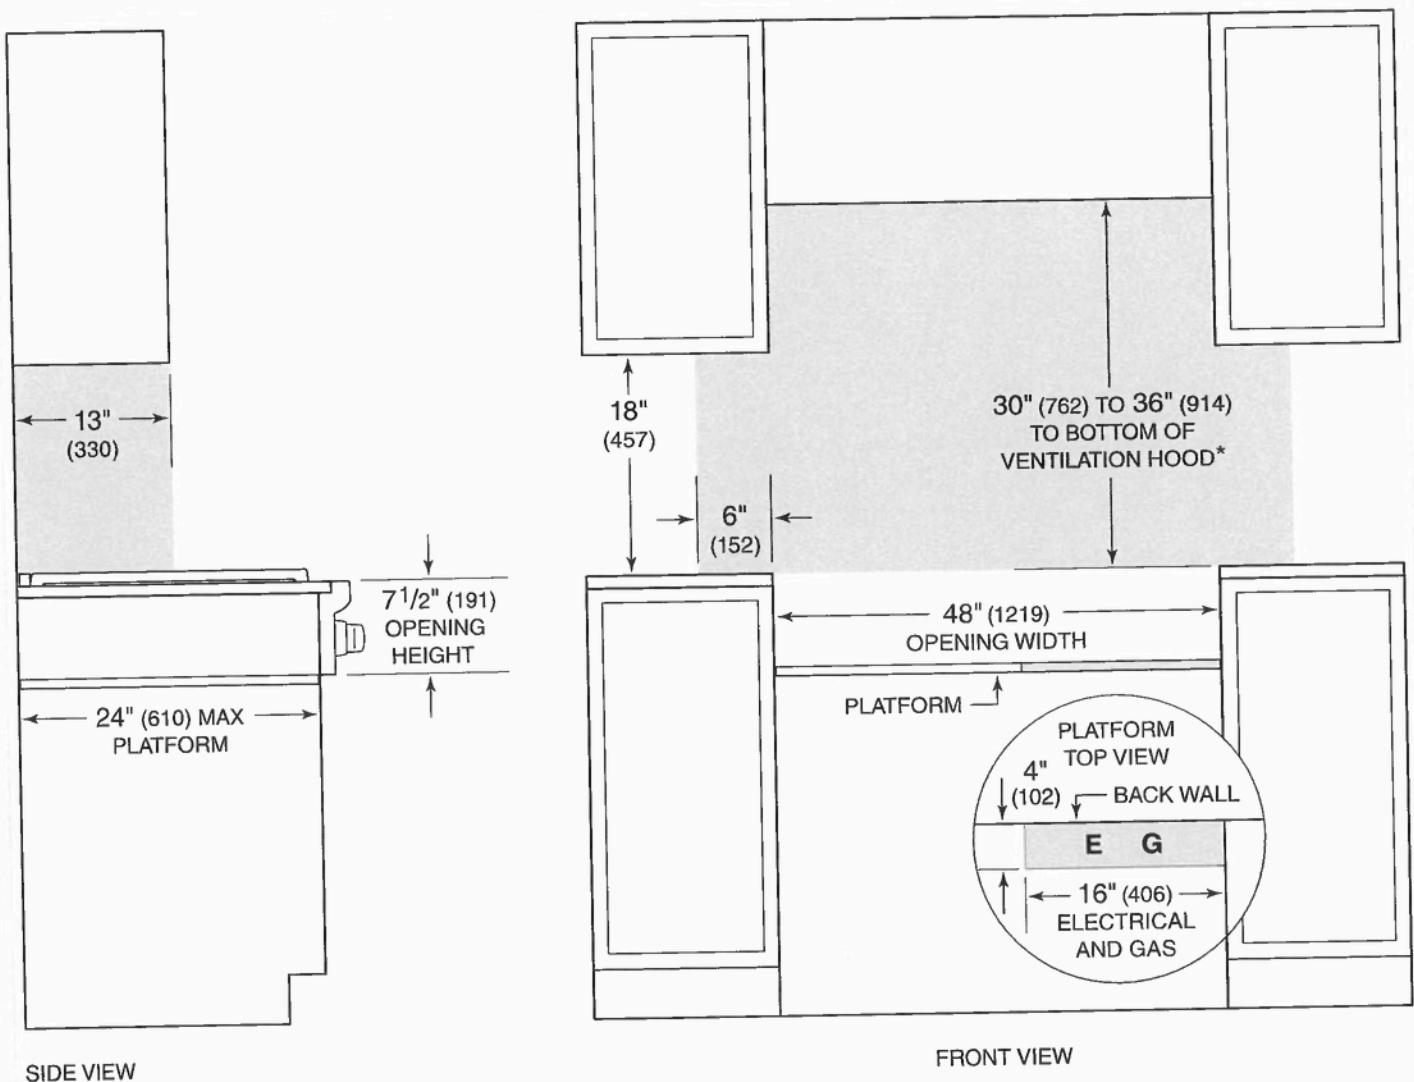 13"
(330)
7 1/2" (191)
OPENING
HEIGHT
24" (610) MAX
PLATFORM
SIDE VIEW
18"
(457)
30" (762) TO 36" (914)
TO BOTTOM OF
VENTILATION HOOD*
6"
(152)
48" (1219)
OPENING WIDTH
PLATFORM
PLATFORM
TOP VIEW
4"
(102)
BACK WALL
E G
16" (406)
ELECTRICAL
AND GAS
FRONT VIEW